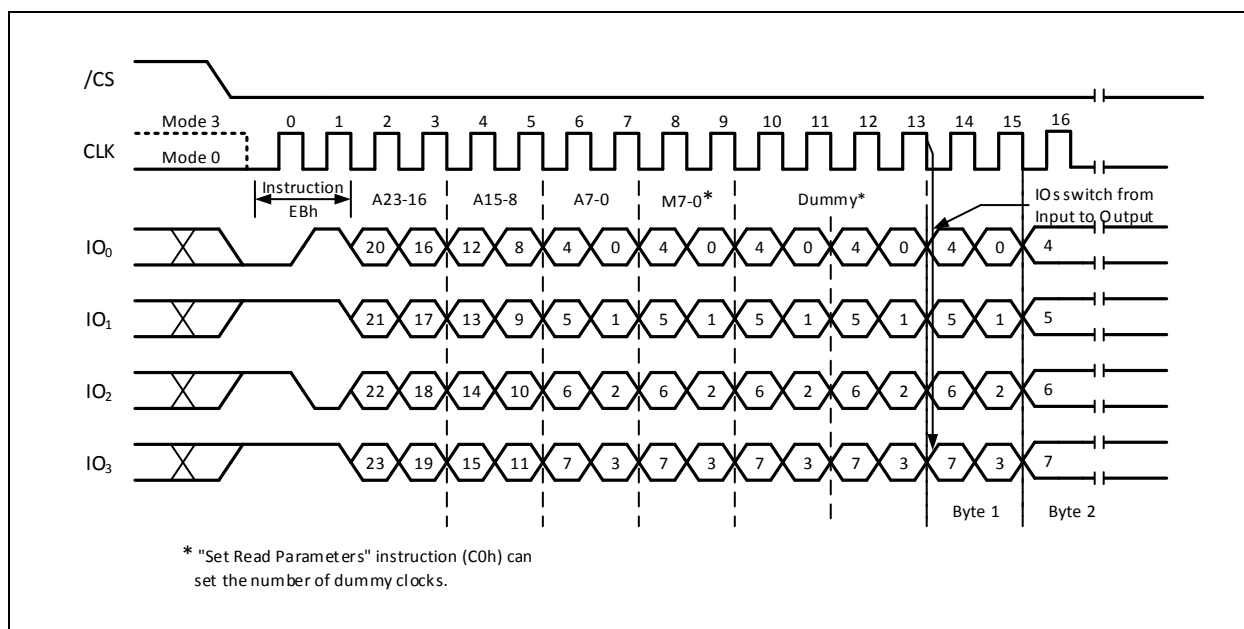 /CS
Mode 3 0 1 2 3 4 5 6 7 8 9 10 11 12 13 14 15 16
CLK Mode 0
Instruction A23-16 A15-8 A7-0 M7-0* Dummy* IOs switch from
EBh Input to Output
IO0 20 16 12 8 4 0 4 0 4 0 4 0 4 0 4
IO1 21 17 13 9 5 1 5 1 5 1 5 1 5 1 5
IO2 22 18 14 10 6 2 6 2 6 2 6 2 6 2 6
IO3 23 19 15 11 7 3 7 3 7 3 7 3 7 3 7
Byte 1 Byte 2
* "Set Read Parameters" instruction (C0h) can
set the number of dummy clocks.